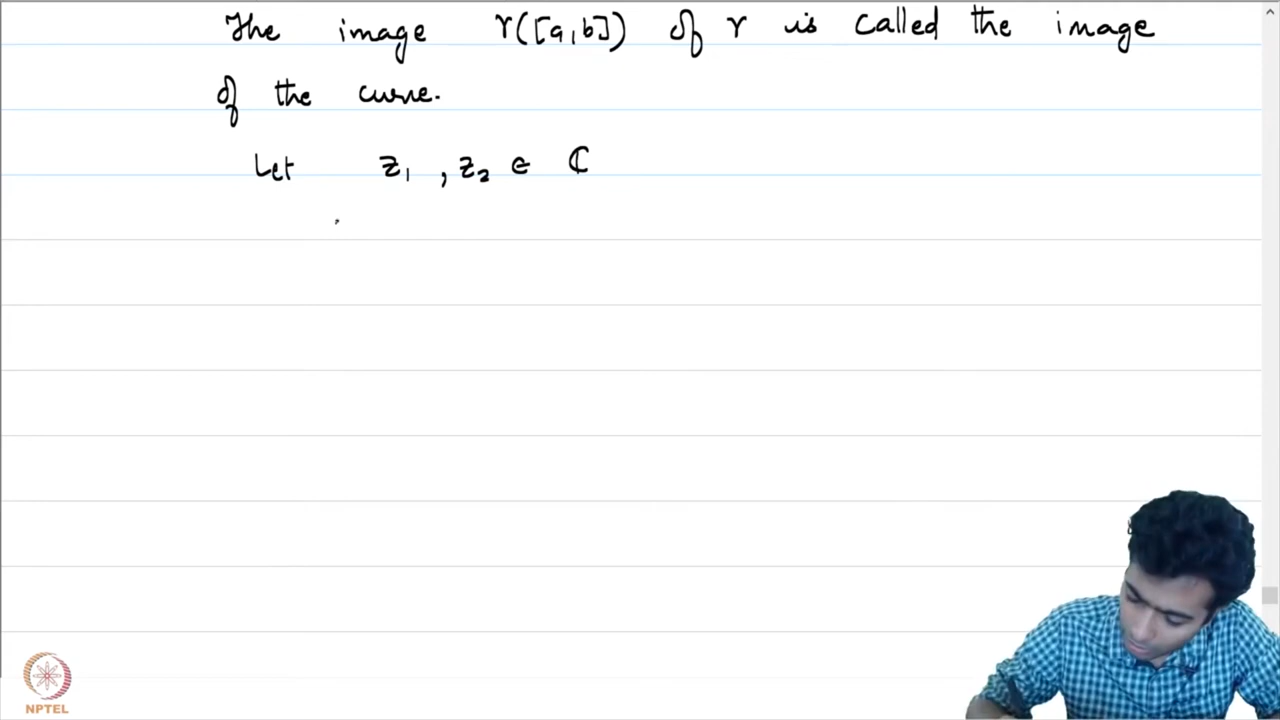 The image γ([a,b]) of γ is called the image
of the curve.
Let z₁ , z₂ ∈ ℂ
NPTEL